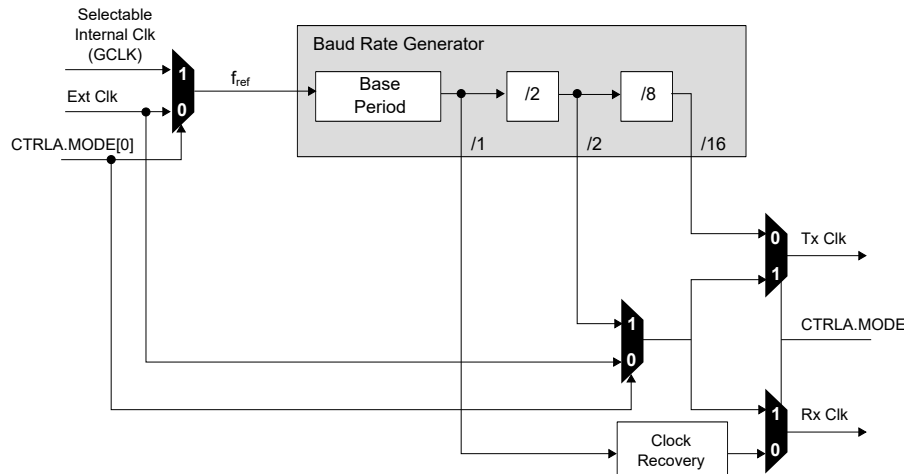 Selectable
Internal Clk
(GCLK)
Ext Clk
CTRLA.MODE[0]
1
0
fref
Baud Rate Generator
Base
Period
/2
/8
/1
/2
/16
0
1
Tx Clk
1
0
CTRLA.MODE
1
0
Rx Clk
Clock
Recovery